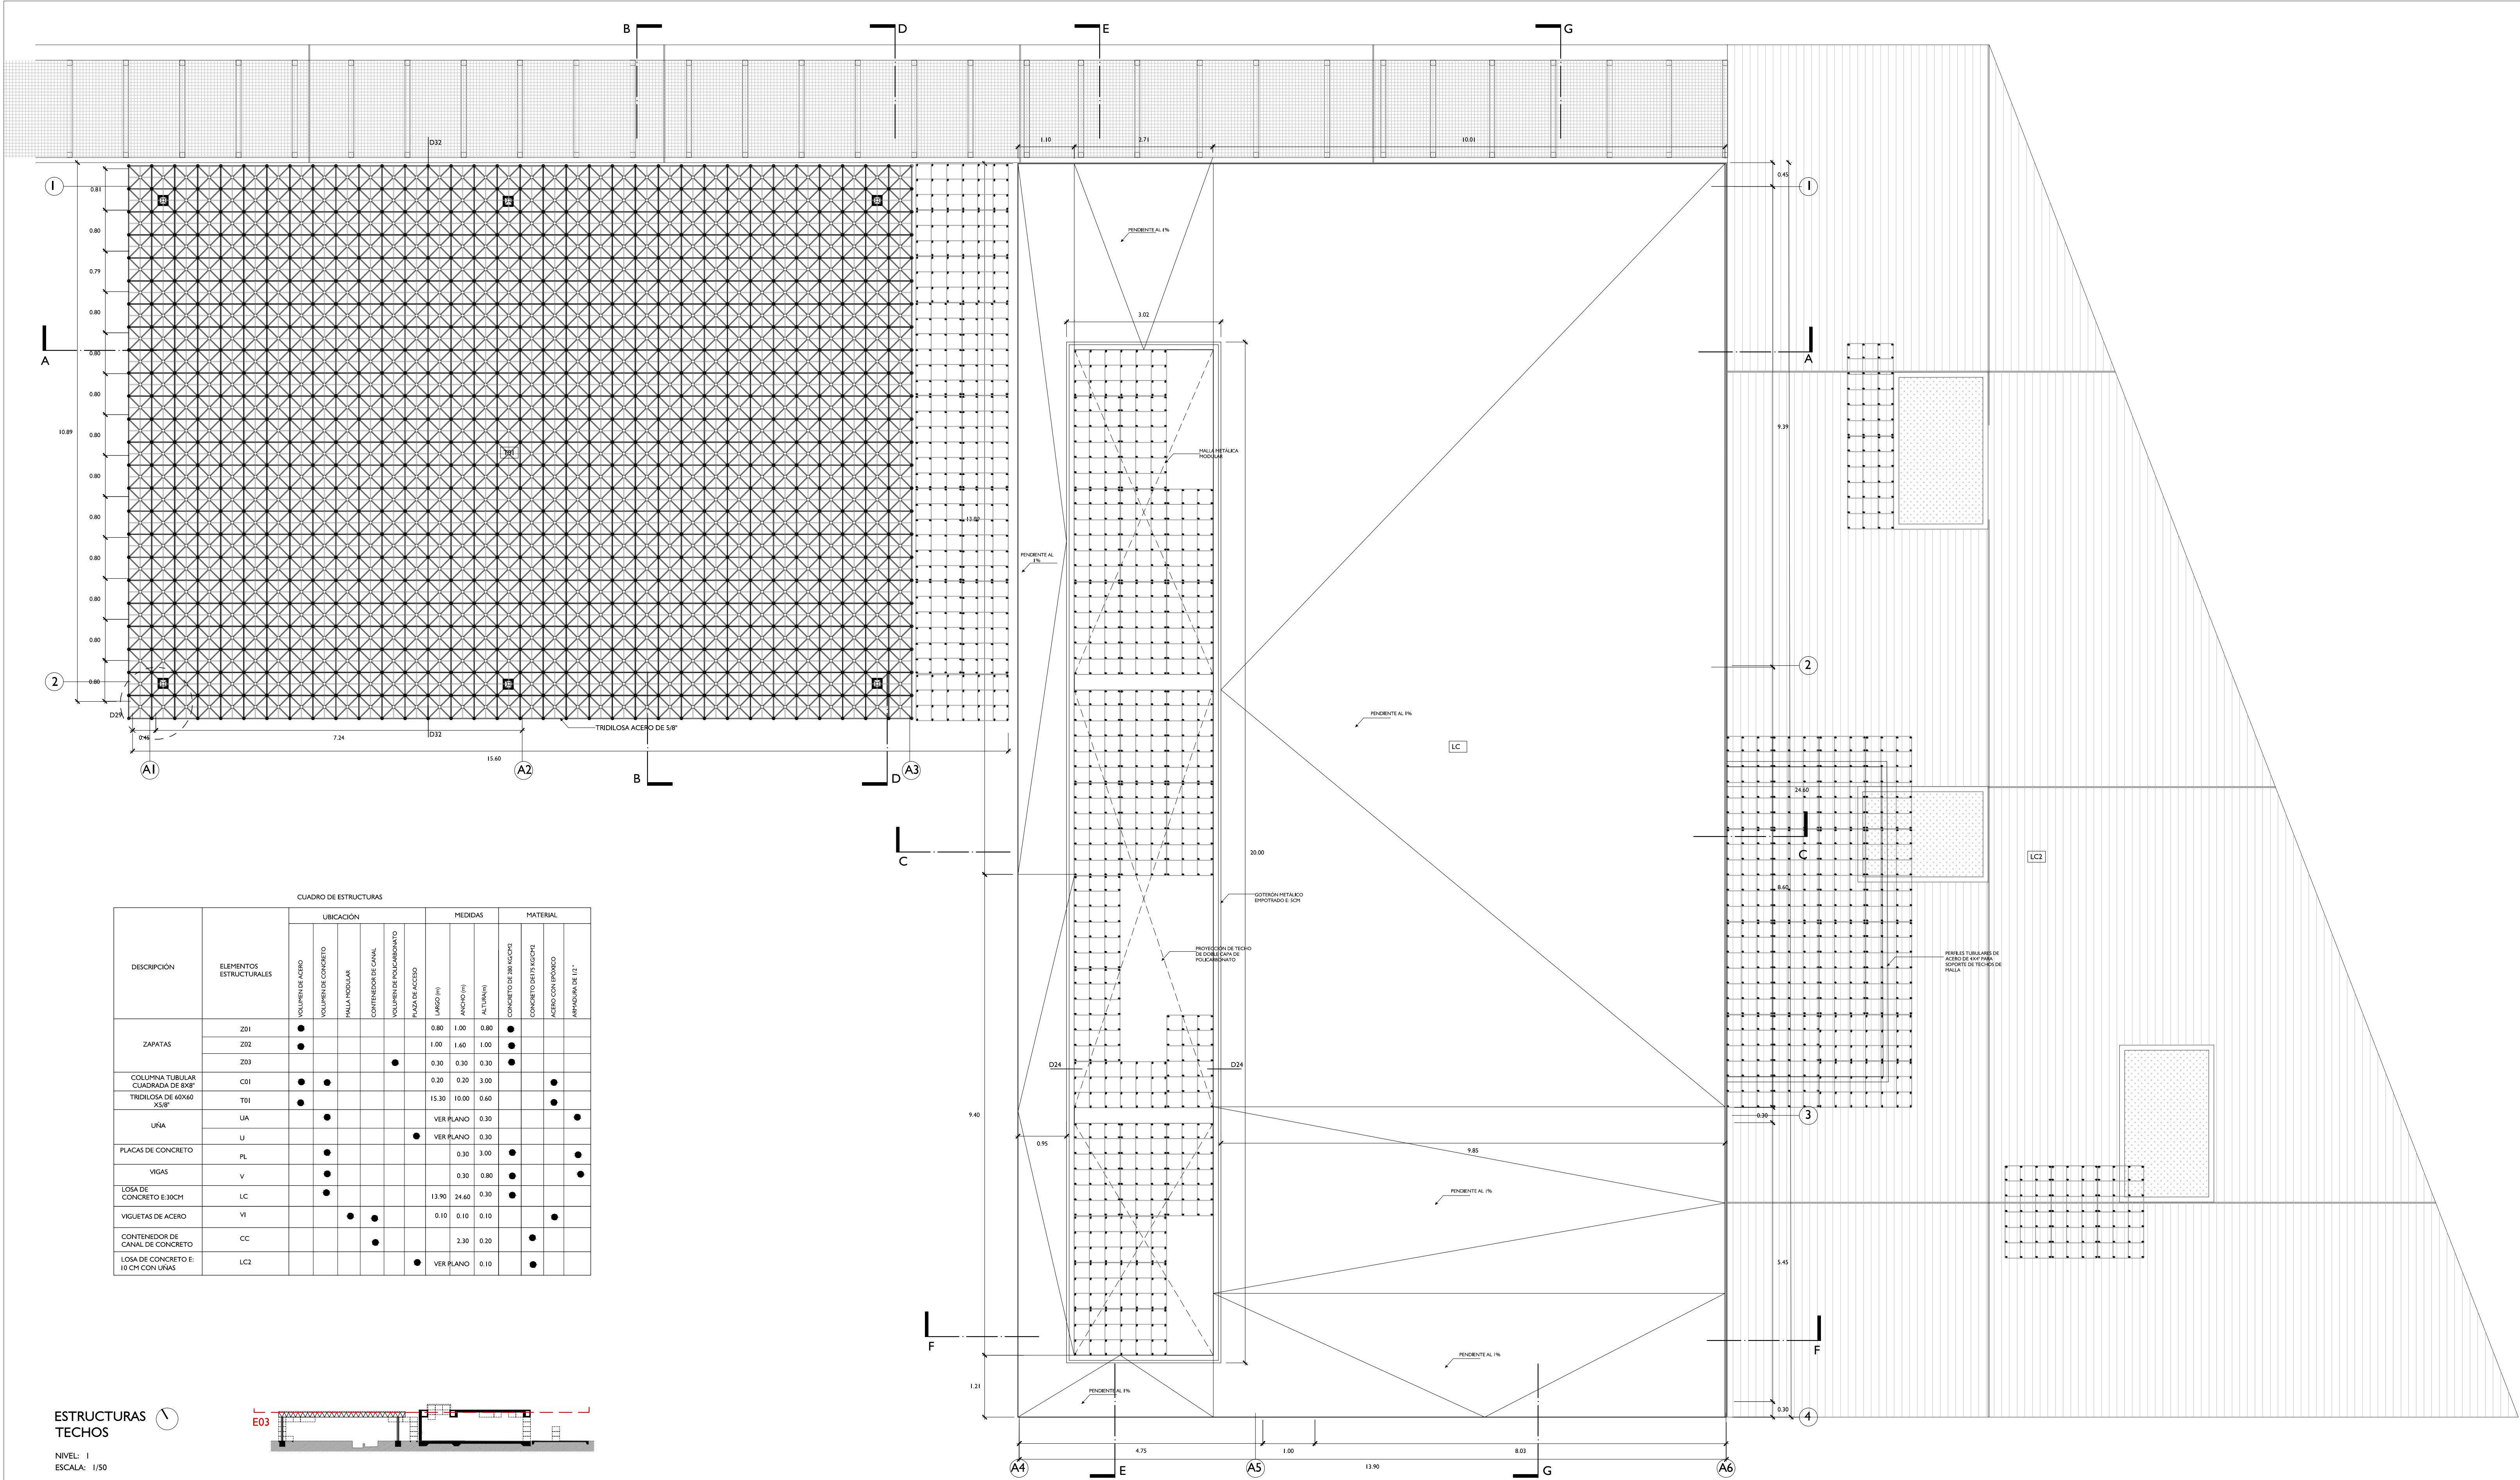 B
D
E
G
D32
1.10
2.71
10.01
1
0.81
0.80
0.79
0.80
0.80
0.80
0.80
0.80
0.80
0.80
0.80
0.80
0.60
10.89
A
2
D29
T01
0.45
7.24
D32
TRIDILOSA ACERO DE 5/8"
15.60
A1
A2
A3
B
D
PENDIENTE AL 1%
3.02
MALLA METÁLICA
MODULAR
PENDIENTE AL
1%
PENDIENTE AL 1%
LC
20.00
GOTERÓN METÁLICO
EMPOTRADO E: 5CM
PROYECCIÓN DE TECHO
DE DOBLE CAPA DE
POLICARBONATO
D24
D24
C
9.40
0.95
9.85
PENDIENTE AL 1%
PENDIENTE AL 1%
PENDIENTE AL 1%
F
1.21
0.45
1
A
9.39
2
24.60
C
8.60
LC2
PERFILES TUBULARES DE
ACERO DE 4X4" PARA
SOPORTE DE TECHOS DE
MALLA
0.30
3
5.45
F
0.30
4
4.75
1.00
8.03
13.90
A4
E
A5
G
A6
CUADRO DE ESTRUCTURAS
DESCRIPCIÓN
ELEMENTOS
ESTRUCTURALES
UBICACIÓN
MEDIDAS
MATERIAL
VOLUMEN DE ACERO
VOLUMEN DE CONCRETO
MALLA MODULAR
CONTENEDOR DE CANAL
VOLUMEN DE POLICARBONATO
PLAZA DE ACCESO
LARGO (m)
ANCHO (m)
ALTURA(m)
CONCRETO DE 280 KG/CM2
CONCRETO DE175 KG/CM2
ACERO CON EPÓXICO
ARMADURA DE 1/2 "
ZAPATAS
Z01 0.80 1.00 0.80
Z02 1.00 1.60 1.00
Z03 0.30 0.30 0.30
COLUMNA TUBULAR
CUADRADA DE 8X8"
C01 0.20 0.20 3.00
TRIDILOSA DE 60X60
X5/8"
T01 15.30 10.00 0.60
UÑA
UA VER PLANO 0.30
U VER PLANO 0.30
PLACAS DE CONCRETO
PL 0.30 3.00
VIGAS
V 0.30 0.80
LOSA DE
CONCRETO E:30CM
LC 13.90 24.60 0.30
VIGUETAS DE ACERO
VI 0.10 0.10 0.10
CONTENEDOR DE
CANAL DE CONCRETO
CC 2.30 0.20
LOSA DE CONCRETO E:
10 CM CON UÑAS
LC2 VER PLANO 0.10
ESTRUCTURAS
TECHOS
NIVEL: 1
ESCALA: 1/50
E03